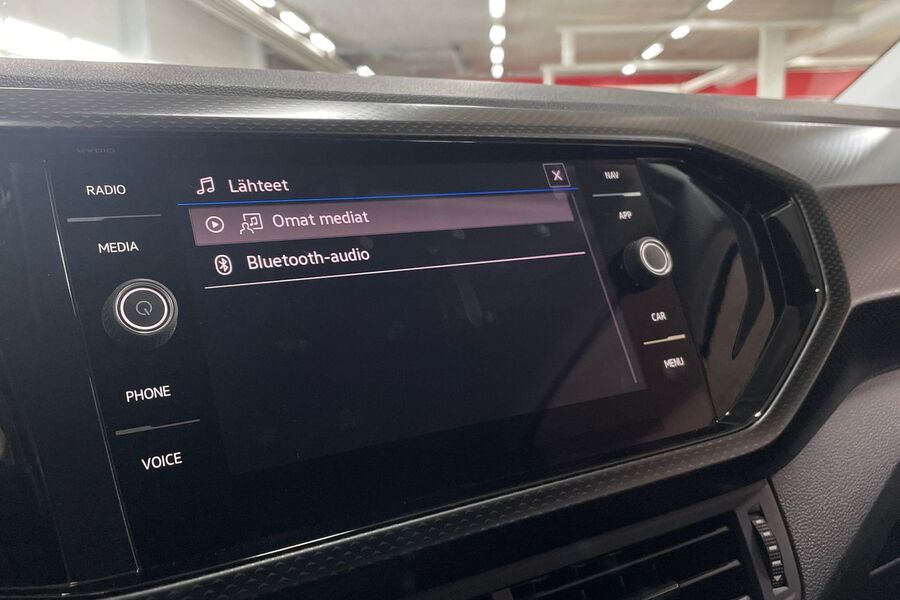 RADIO
MEDIA
PHONE
VOICE
Lähteet
X
Omat mediat
Bluetooth-audio
NAV
APP
CAR
MENU